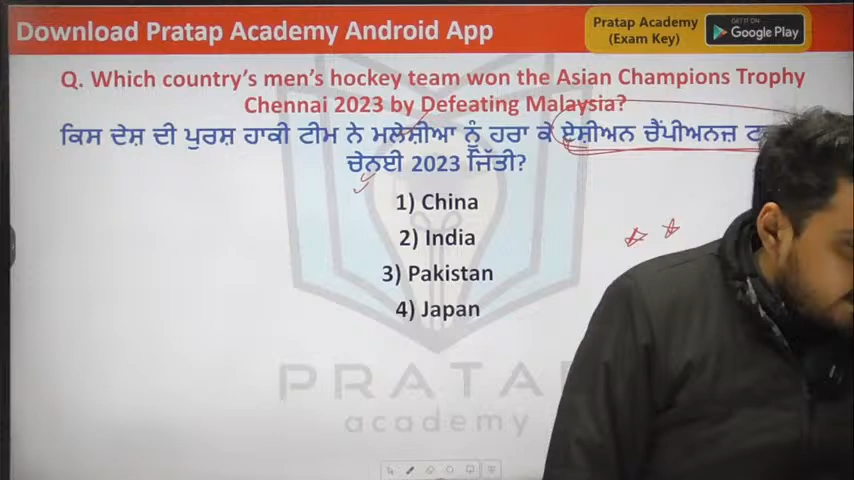 Download Pratap Academy Android App
Pratap Academy
(Exam Key)
GET IT ON
Google Play
Q. Which country's men's hockey team won the Asian Champions Trophy
Chennai 2023 by Defeating Malaysia?
ਕਿਸ ਦੇਸ਼ ਦੀ ਪੁਰਸ਼ ਹਾਕੀ ਟੀਮ ਨੇ ਮਲੇਸ਼ੀਆ ਨੂੰ ਹਰਾ ਕੇ ਏਸ਼ੀਅਨ ਚੈਂਪੀਅਨਜ਼
ਚੇਨਈ 2023 ਜਿੱਤੀ?
1) China
2) India
3) Pakistan
4) Japan
PRATA
academy